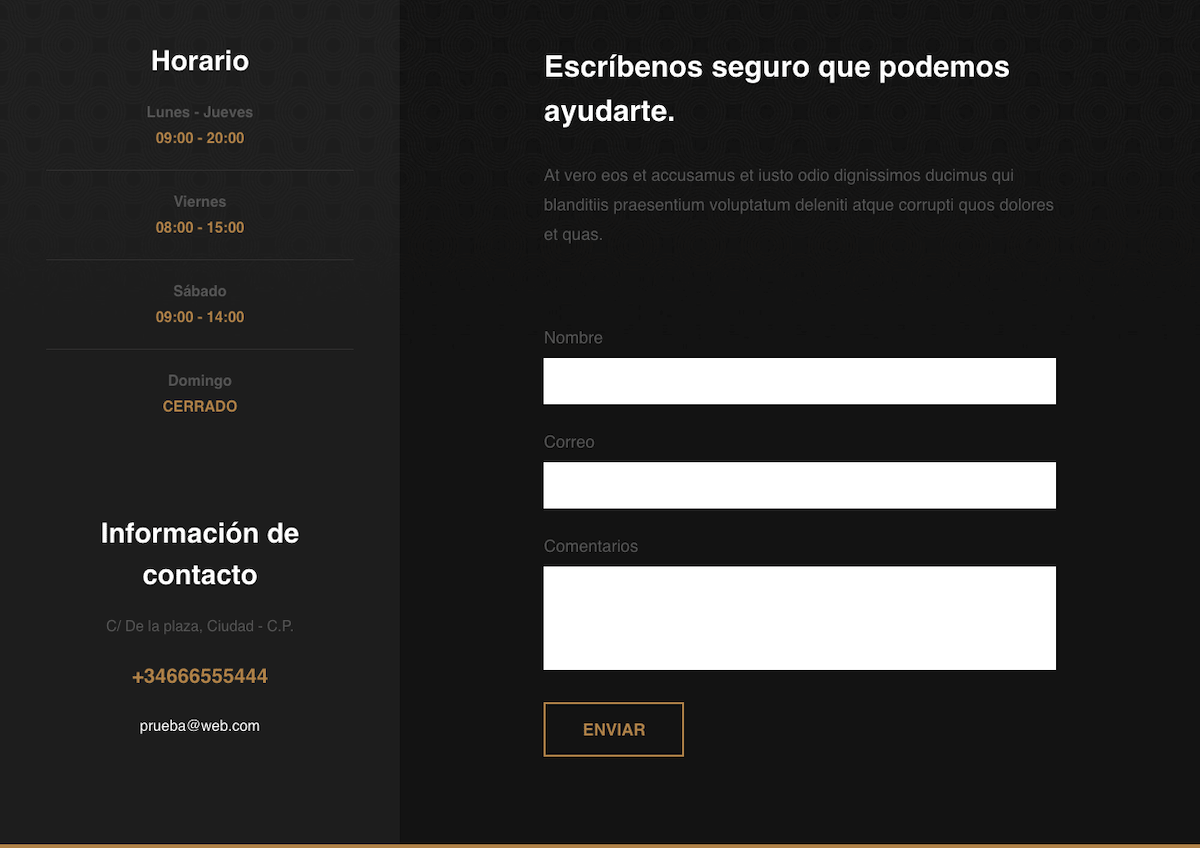 Horario
Lunes - Jueves
09:00 - 20:00
Viernes
08:00 - 15:00
Sábado
09:00 - 14:00
Domingo
CERRADO
Información de
contacto
C/ De la plaza, Ciudad - C.P.
+34666555444
prueba@web.com
Escríbenos seguro que podemos
ayudarte.
At vero eos et accusamus et iusto odio dignissimos ducimus qui
blanditiis praesentium voluptatum deleniti atque corrupti quos dolores
et quas.
Nombre
Correo
Comentarios
ENVIAR